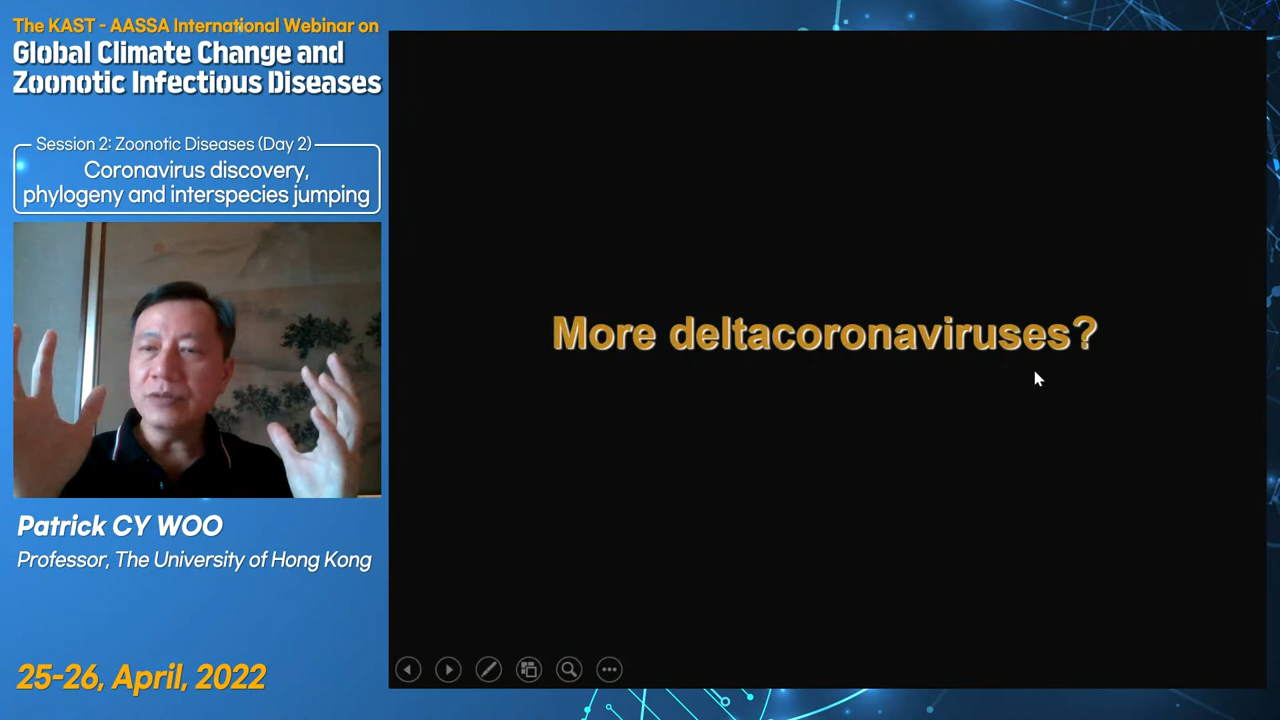 The KAST - AASSA International Webinar on
Global Climate Change and
Zoonotic Infectious Diseases
Session 2: Zoonotic Diseases (Day 2)
Coronavirus discovery,
phylogeny and interspecies jumping
Patrick CY WOO
Professor, The University of Hong Kong
25-26, April, 2022
More deltacoronaviruses?